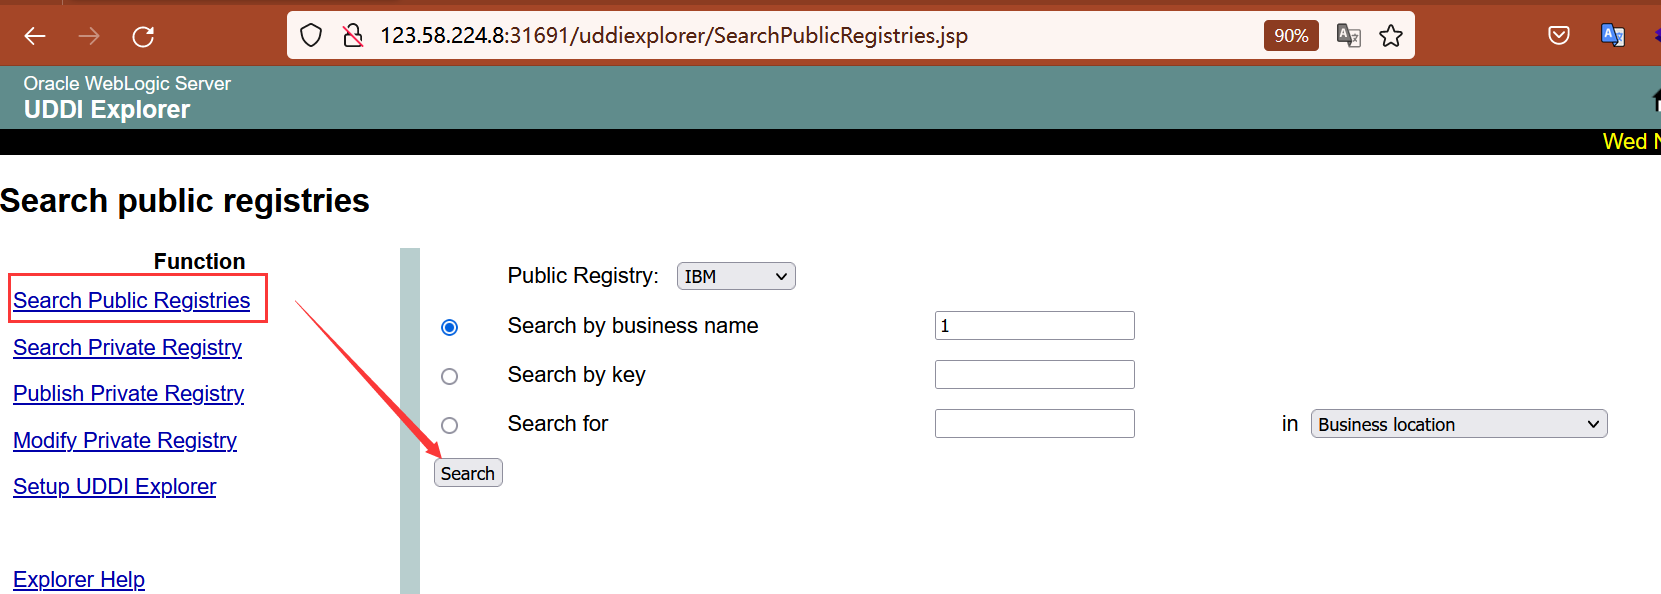 123.58.224.8:31691/uddiexplorer/SearchPublicRegistries.jsp
90%
Oracle WebLogic Server
UDDI Explorer
Wed
Search public registries
Function
Search Public Registries
Search Private Registry
Publish Private Registry
Modify Private Registry
Setup UDDI Explorer
Explorer Help
Public Registry: IBM
Search by business name 1
Search by key
Search for in Business location
Search